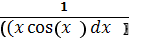 1
((x cos(x ) dx 】